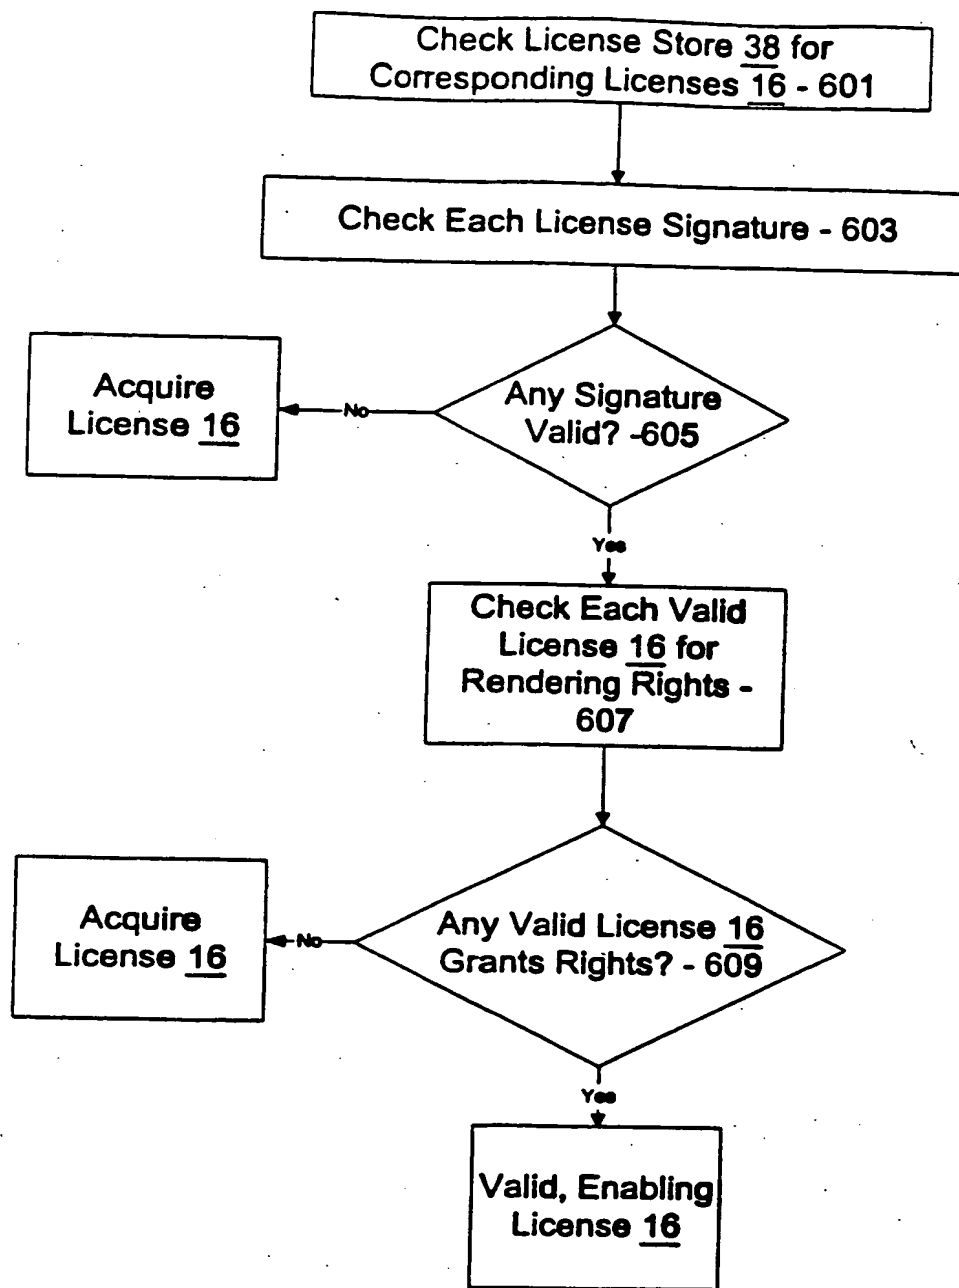 Check License Store 38 for
Corresponding Licenses 16 - 601
Check Each License Signature - 603
Acquire
License 16
No
Any Signature
Valid? -605
Yes
Check Each Valid
License 16 for
Rendering Rights -
607
Acquire
License 16
No
Any Valid License 16
Grants Rights? - 609
Yes
Valid, Enabling
License 16